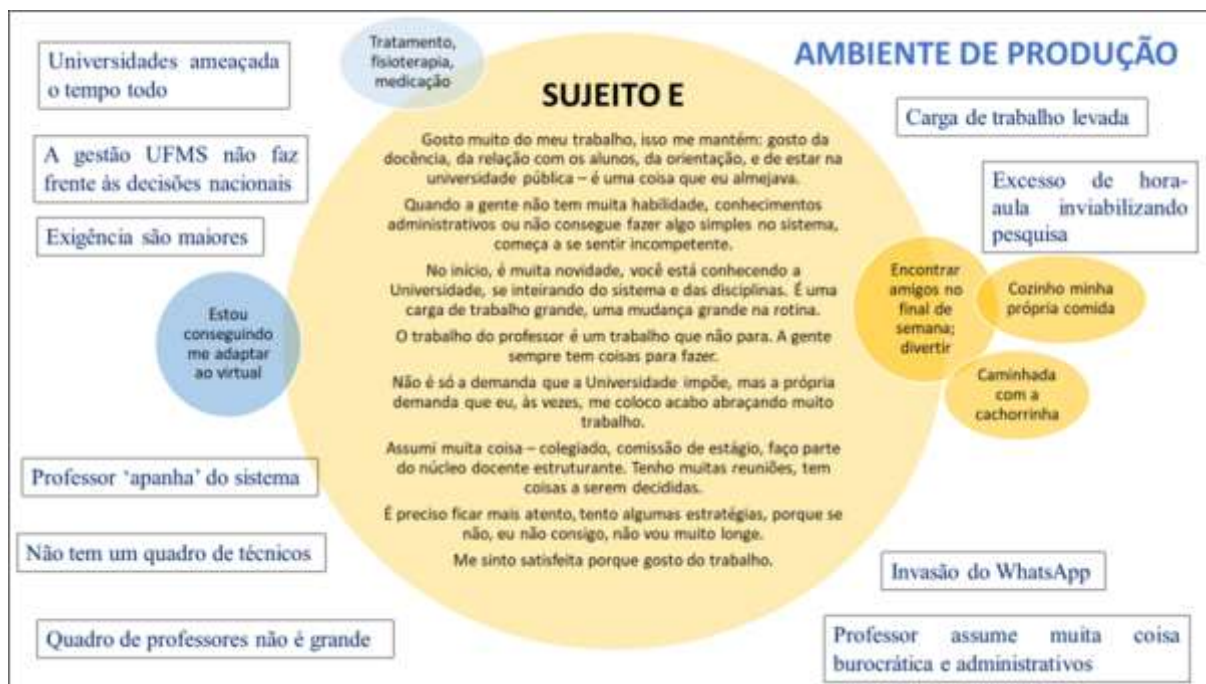 AMBIENTE DE PRODUÇÃO
Universidades ameaçada
o tempo todo
A gestão UFMS não faz
frente às decisões nacionais
Exigência são maiores
Tratamento,
fisioterapia,
medicação
Estou
conseguindo
me adaptar
ao virtual
Professor ‘apanha’ do sistema
Não tem um quadro de técnicos
Quadro de professores não é grande
SUJEITO E
Gosto muito do meu trabalho, isso me mantém: gosto da
docência, da relação com os alunos, da orientação, e de estar na
universidade pública – é uma coisa que eu almejava.
Quando a gente não tem muita habilidade, conhecimentos
administrativos ou não consegue fazer algo simples no sistema,
começa a se sentir incompetente.
No início, é muita novidade, você está conhecendo a
Universidade, se inteirando do sistema e das disciplinas. É uma
carga de trabalho grande, uma mudança grande na rotina.
O trabalho do professor é um trabalho que não para. A gente
sempre tem coisas para fazer.
Não é só a demanda que a Universidade impõe, mas a própria
demanda que eu, às vezes, me coloco acabo abraçando muito
trabalho.
Assumi muita coisa – colegiado, comissão de estágio, faço parte
do núcleo docente estruturante. Tenho muitas reuniões, tem
coisas a serem decididas.
É preciso ficar mais atento, tento algumas estratégias, porque se
não, eu não consigo, não vou muito longe.
Me sinto satisfeita porque gosto do trabalho.
Carga de trabalho levada
Excesso de hora-
aula inviabilizando
pesquisa
Encontrar
amigos no
final de
semana;
divertir
Cozinho minha
própria comida
Caminhada
com a
cachorrinha
Invasão do WhatsApp
Professor assume muita coisa
burocrática e administrativos